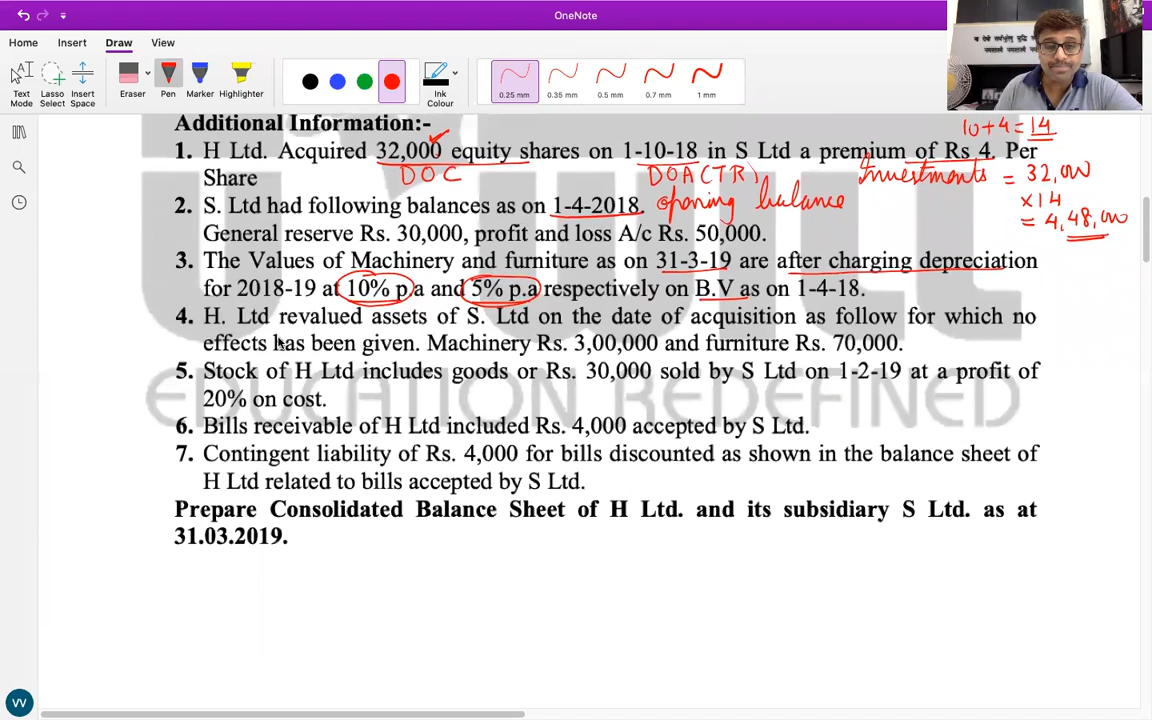 OneNote
Home Insert Draw View
Text Mode
Lasso Select
Insert Space
Eraser
Pen
Marker
Highlighter
Ink Colour
0.25 mm
0.35 mm
0.5 mm
0.7 mm
1 mm
Additional Information:-
10+4=14
1. H Ltd. Acquired 32,000 equity shares on 1-10-18 in S Ltd a premium of Rs 4. Per
Share
DOC
DOA (TR)
Investments = 32,000
×14
= 4,48,000
2. S. Ltd had following balances as on 1-4-2018. opening balance
General reserve Rs. 30,000, profit and loss A/c Rs. 50,000.
3. The Values of Machinery and furniture as on 31-3-19 are after charging depreciation
for 2018-19 at 10% p.a and 5% p.a respectively on B.V as on 1-4-18.
4. H. Ltd revalued assets of S. Ltd on the date of acquisition as follow for which no
effects has been given. Machinery Rs. 3,00,000 and furniture Rs. 70,000.
5. Stock of H Ltd includes goods or Rs. 30,000 sold by S Ltd on 1-2-19 at a profit of
20% on cost.
6. Bills receivable of H Ltd included Rs. 4,000 accepted by S Ltd.
7. Contingent liability of Rs. 4,000 for bills discounted as shown in the balance sheet of
H Ltd related to bills accepted by S Ltd.
Prepare Consolidated Balance Sheet of H Ltd. and its subsidiary S Ltd. as at
31.03.2019.
EDUCATION REDEFINED
VV